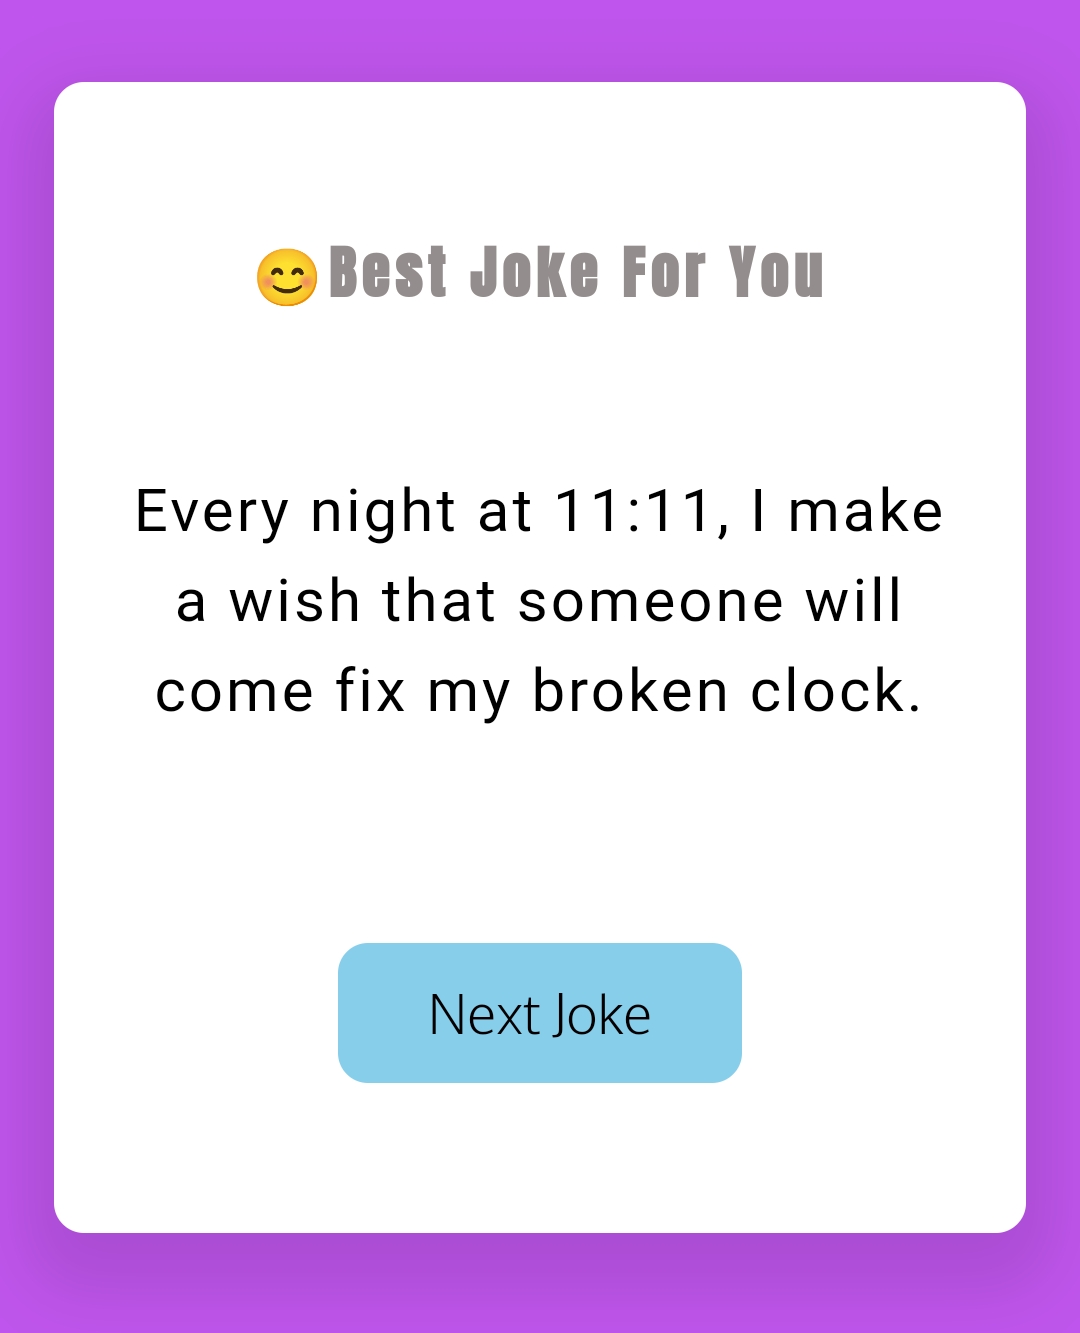 😊Best Joke For You
Every night at 11:11, I make
a wish that someone will
come fix my broken clock.
Next Joke